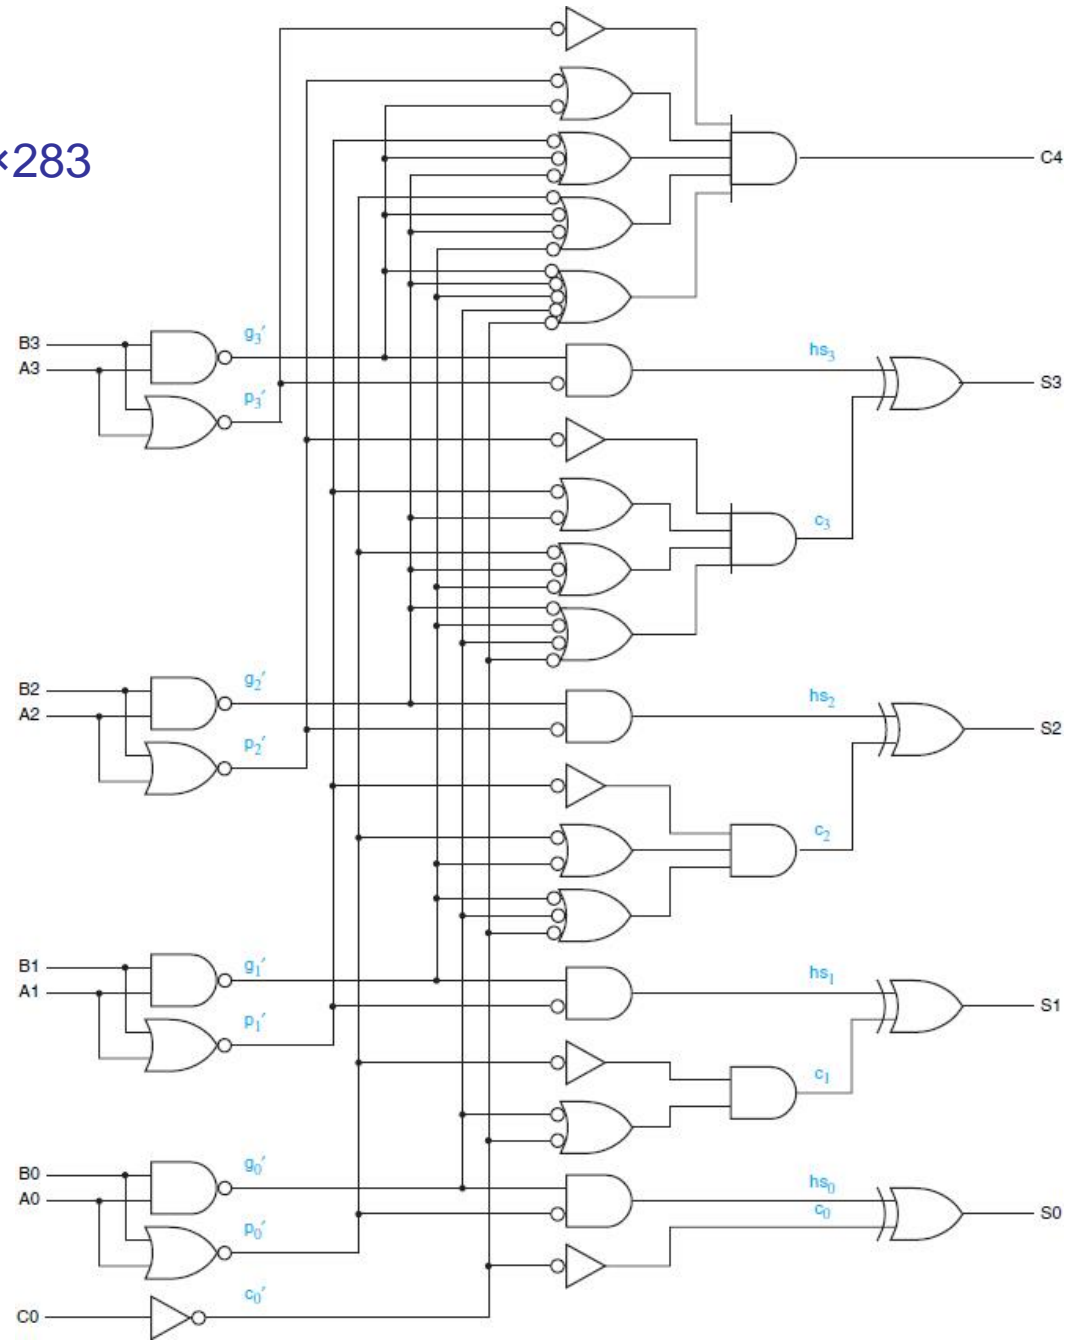 ×283
C4
B3
g₃′
hs₃
A3
S3
p₃′
c₃
B2
g₂′
hs₂
A2
S2
p₂′
c₂
B1
g₁′
hs₁
A1
S1
p₁′
c₁
B0
g₀′
hs₀
A0
c₀
S0
p₀′
c₀′
C0